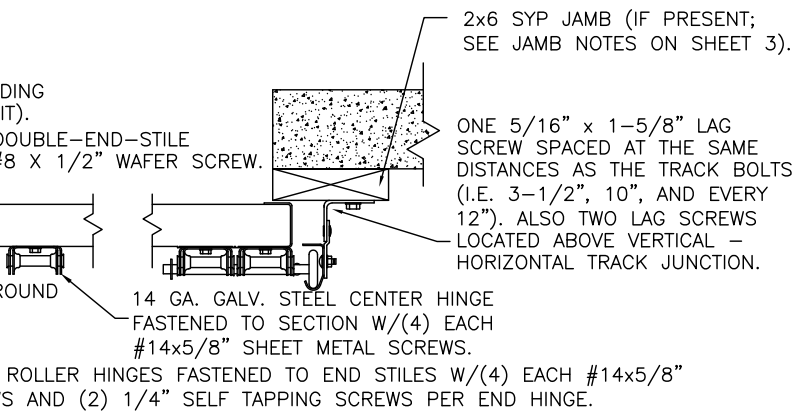 2x6 SYP JAMB (IF PRESENT;
SEE JAMB NOTES ON SHEET 3).
DING
IT).
DOUBLE-END-STILE
#8 X 1/2" WAFER SCREW.
ONE 5/16" x 1-5/8" LAG
SCREW SPACED AT THE SAME
DISTANCES AS THE TRACK BOLTS
(I.E. 3-1/2", 10", AND EVERY
12"). ALSO TWO LAG SCREWS
LOCATED ABOVE VERTICAL -
HORIZONTAL TRACK JUNCTION.
ROUND
14 GA. GALV. STEEL CENTER HINGE
FASTENED TO SECTION W/(4) EACH
#14x5/8" SHEET METAL SCREWS.
ROLLER HINGES FASTENED TO END STILES W/(4) EACH #14x5/8"
S AND (2) 1/4" SELF TAPPING SCREWS PER END HINGE.